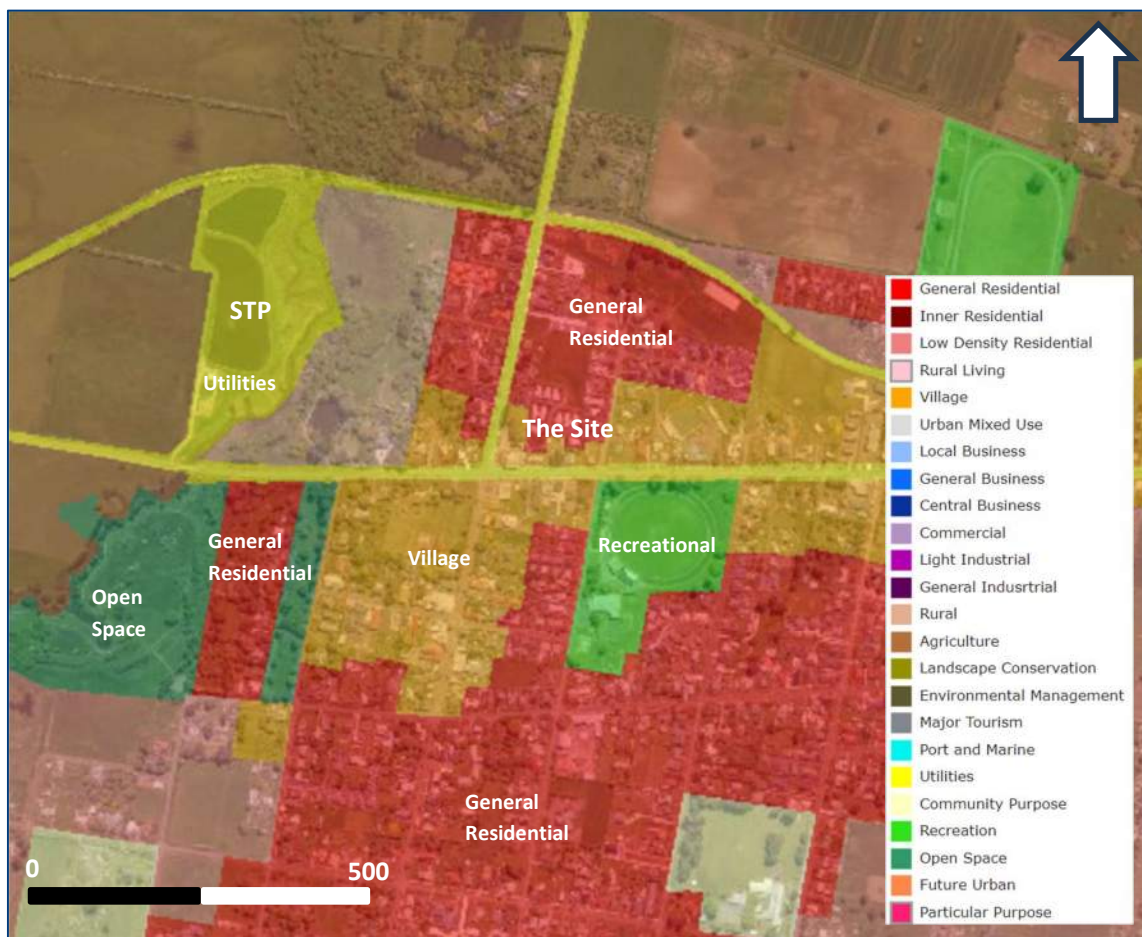 STP
Utilities
General
Residential
The Site
General
Residential
Village
Recreational
Open
Space
General
Residential
0
500
General Residential
Inner Residential
Low Density Residential
Rural Living
Village
Urban Mixed Use
Local Business
General Business
Central Business
Commercial
Light Industrial
General Indusrtrial
Rural
Agriculture
Landscape Conservation
Environmental Management
Major Tourism
Port and Marine
Utilities
Community Purpose
Recreation
Open Space
Future Urban
Particular Purpose